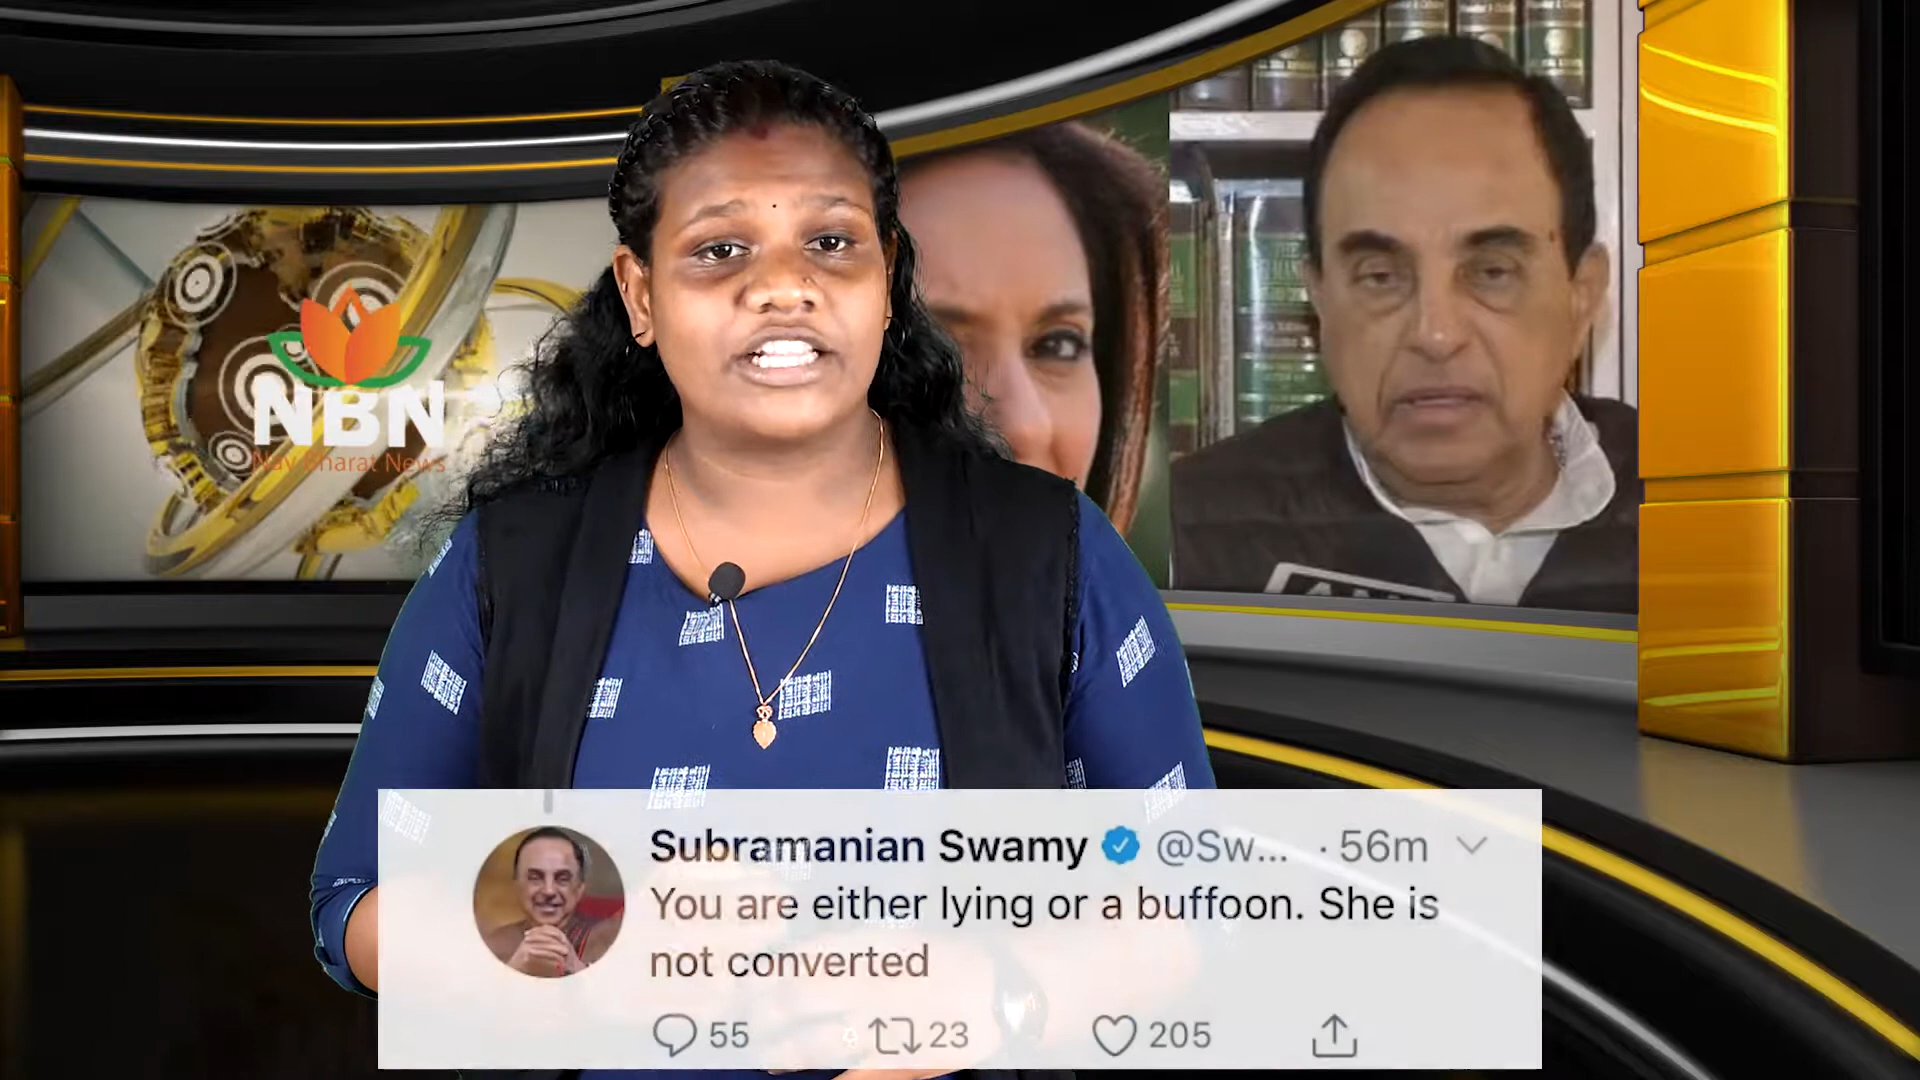 NBN
Nav Bharat News
Subramanian Swamy @Sw... · 56m
You are either lying or a buffoon. She is
not converted
55 23 205